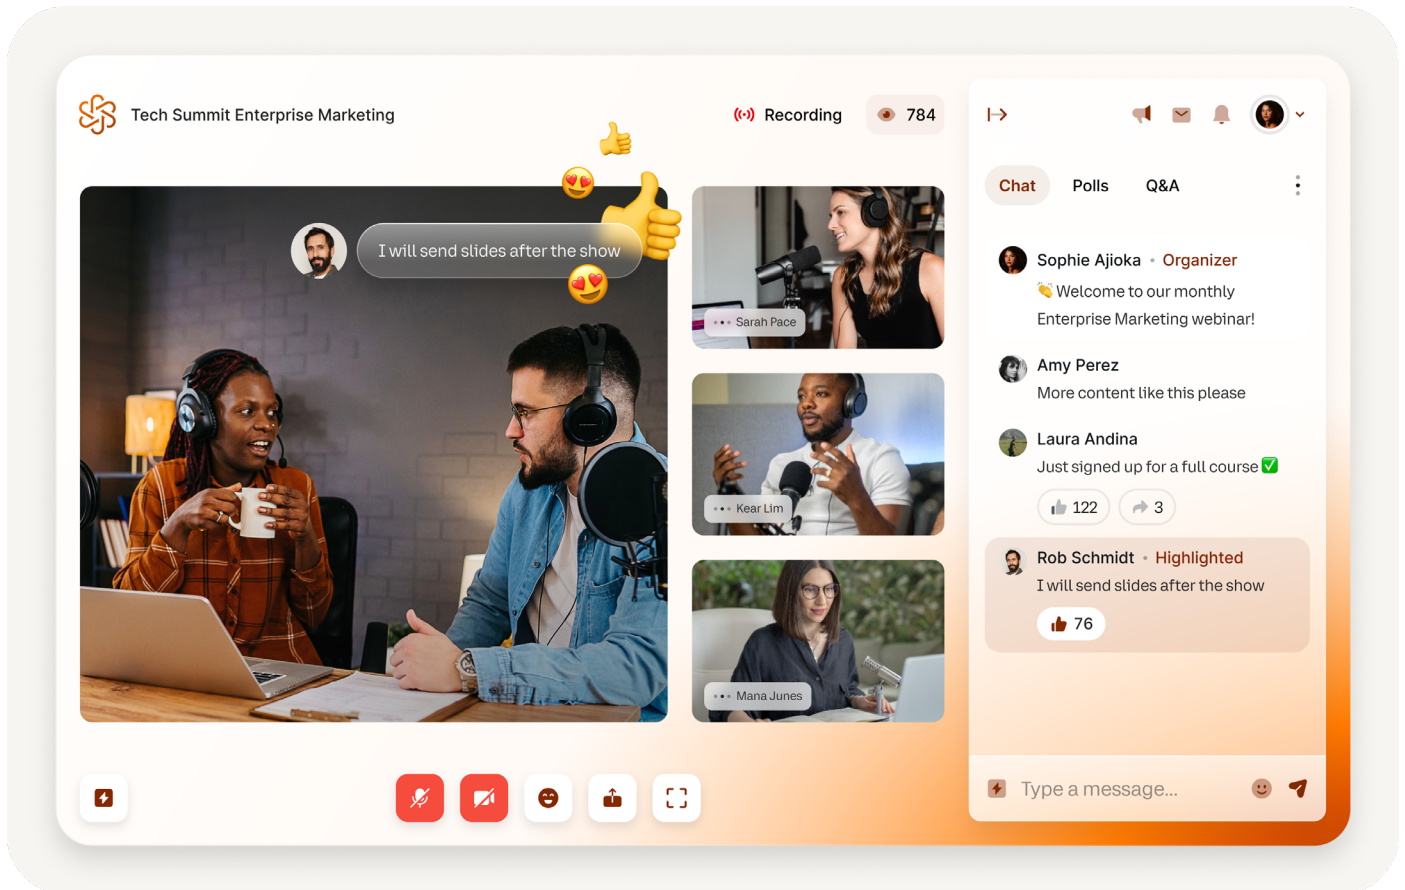 Tech Summit Enterprise Marketing
Recording
784
I will send slides after the show
Sarah Pace
Kear Lim
Mana Junes
Chat
Polls
Q&A
Sophie Ajioka • Organizer
👏 Welcome to our monthly
Enterprise Marketing webinar!
Amy Perez
More content like this please
Laura Andina
Just signed up for a full course ✅
122
3
Rob Schmidt • Highlighted
I will send slides after the show
76
Type a message...